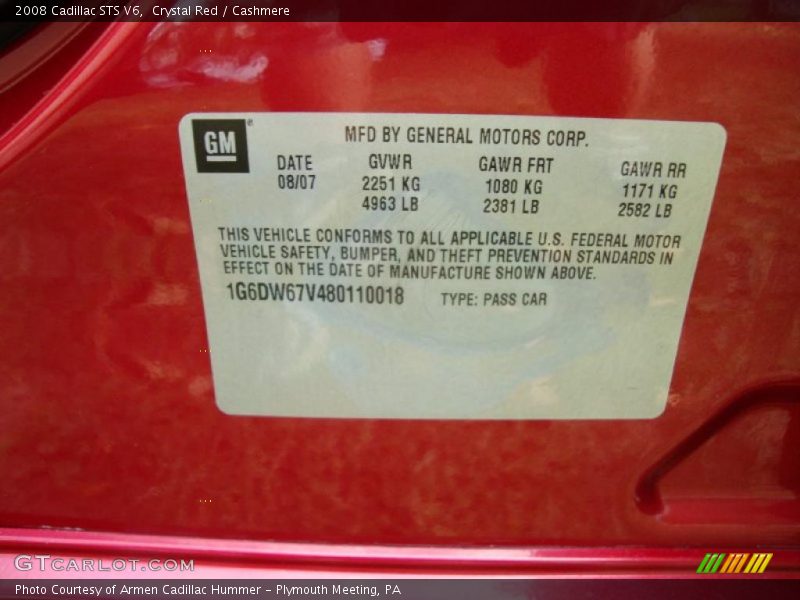 2008 Cadillac STS V6, Crystal Red / Cashmere
GM®
MFD BY GENERAL MOTORS CORP.
DATE GVWR GAWR FRT GAWR RR
08/07 2251 KG 1080 KG 1171 KG
4963 LB 2381 LB 2582 LB
THIS VEHICLE CONFORMS TO ALL APPLICABLE U.S. FEDERAL MOTOR
VEHICLE SAFETY, BUMPER, AND THEFT PREVENTION STANDARDS IN
EFFECT ON THE DATE OF MANUFACTURE SHOWN ABOVE.
1G6DW67V480110018 TYPE: PASS CAR
GTCARLOT.COM
Photo Courtesy of Armen Cadillac Hummer – Plymouth Meeting, PA